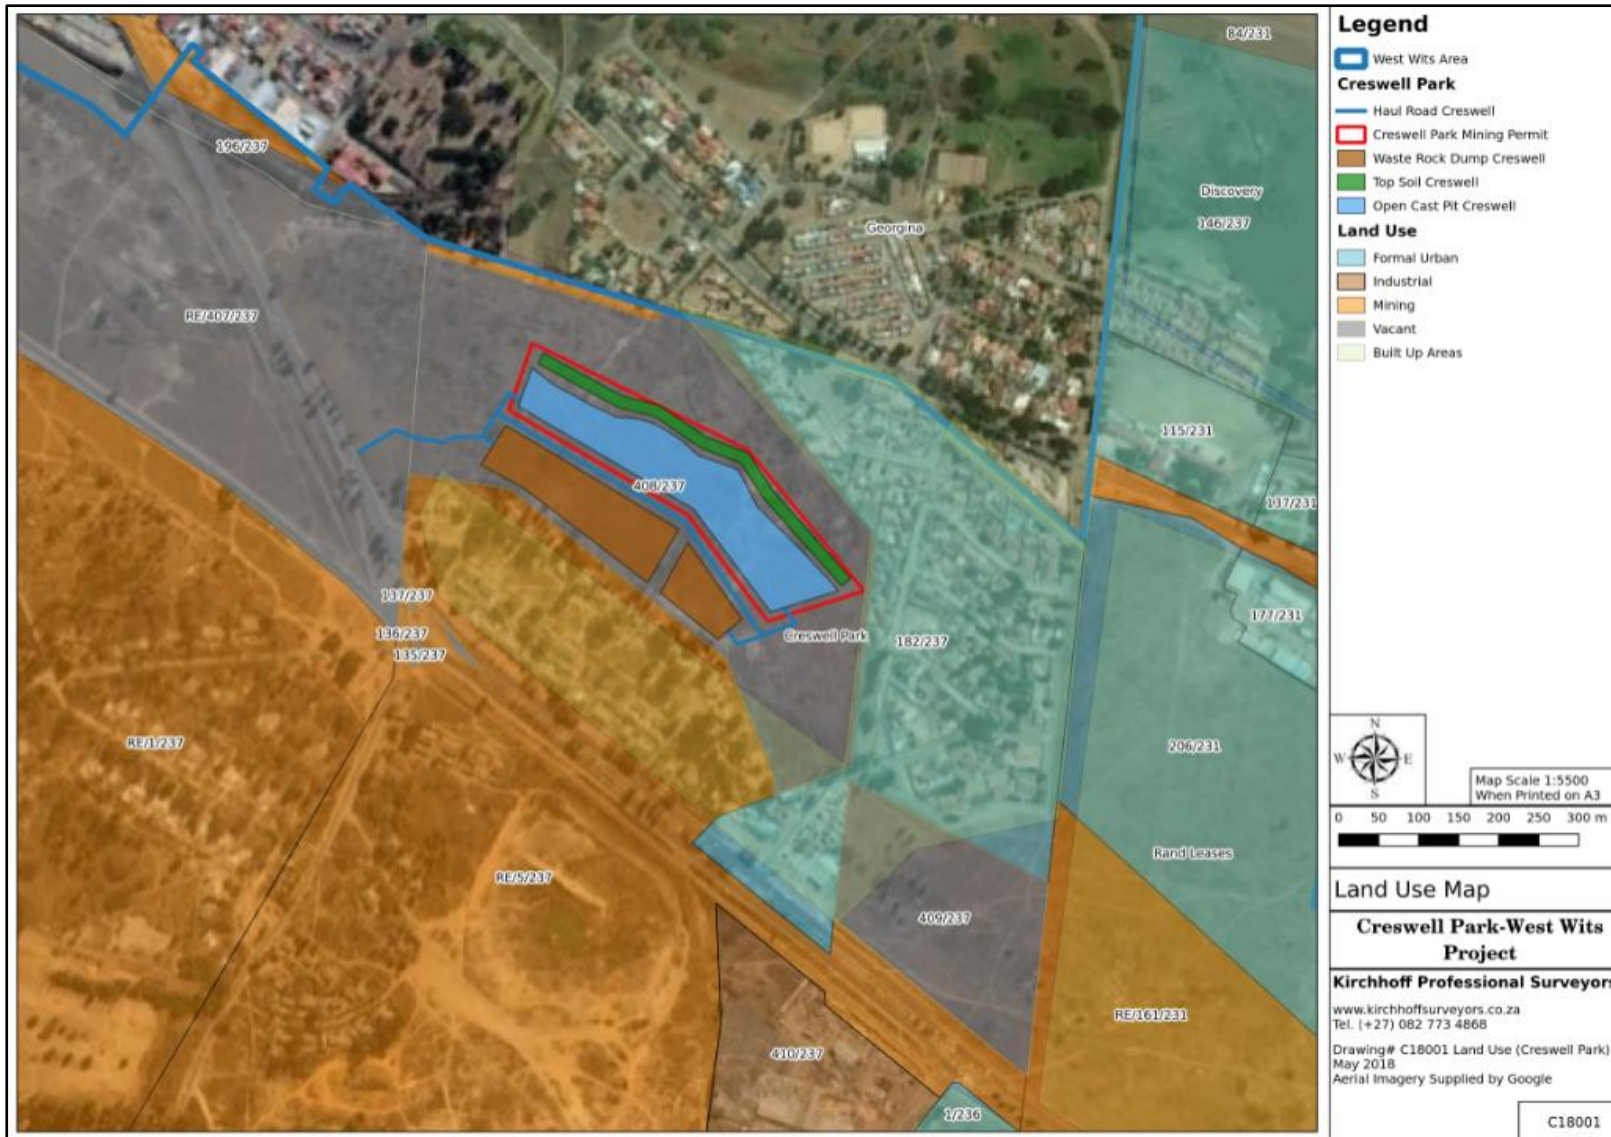 84/231
196/237
Discovery
146/237
Georgina
RE/407/237
115/231
408/237
137/231
137/237
136/237
135/237
Creswell Park
182/237
177/231
RE/1/237
206/231
Rand Leases
RE/5/237
409/237
RE/161/231
410/237
1/236
Legend
West Wits Area
Creswell Park
Haul Road Creswell
Creswell Park Mining Permit
Waste Rock Dump Creswell
Top Soil Creswell
Open Cast Pit Creswell
Land Use
Formal Urban
Industrial
Mining
Vacant
Built Up Areas
N
W E
S
Map Scale 1:5500
When Printed on A3
0 50 100 150 200 250 300 m
Land Use Map
Creswell Park-West Wits
Project
Kirchhoff Professional Surveyors
www.kirchhoffsurveyors.co.za
Tel. (+27) 082 773 4868
Drawing# C18001 Land Use (Creswell Park)
May 2018
Aerial Imagery Supplied by Google
C18001